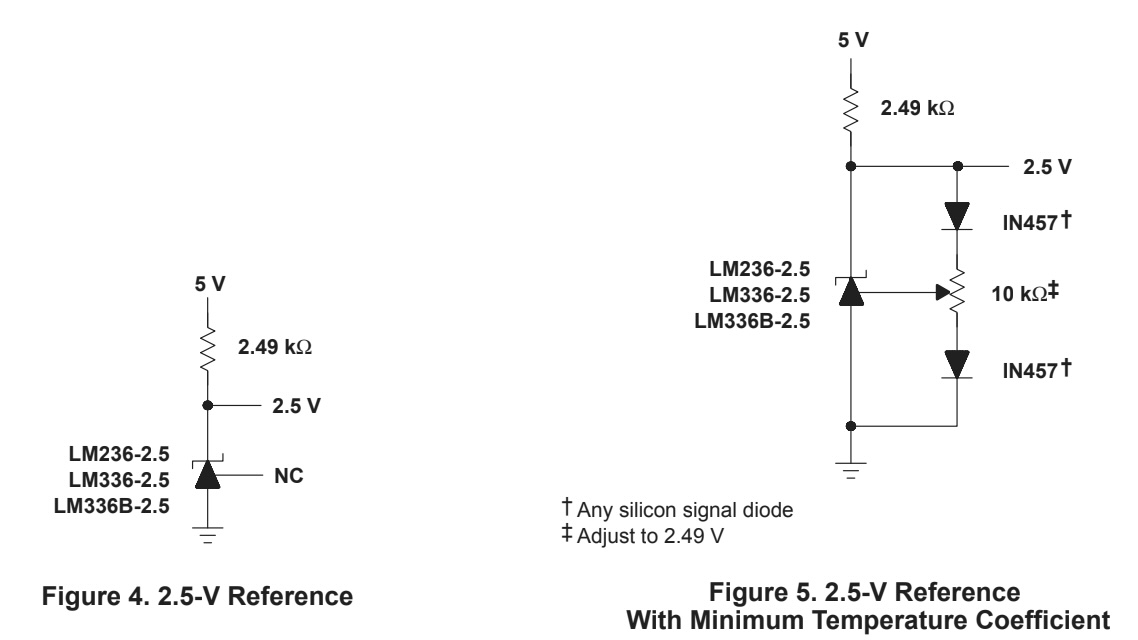 5 V
2.49 kΩ
2.5 V
LM236-2.5
LM336-2.5
LM336B-2.5
NC
Figure 4. 2.5-V Reference
5 V
2.49 kΩ
2.5 V
IN457†
LM236-2.5
LM336-2.5
LM336B-2.5
10 kΩ‡
IN457†
† Any silicon signal diode
‡ Adjust to 2.49 V
Figure 5. 2.5-V Reference
With Minimum Temperature Coefficient